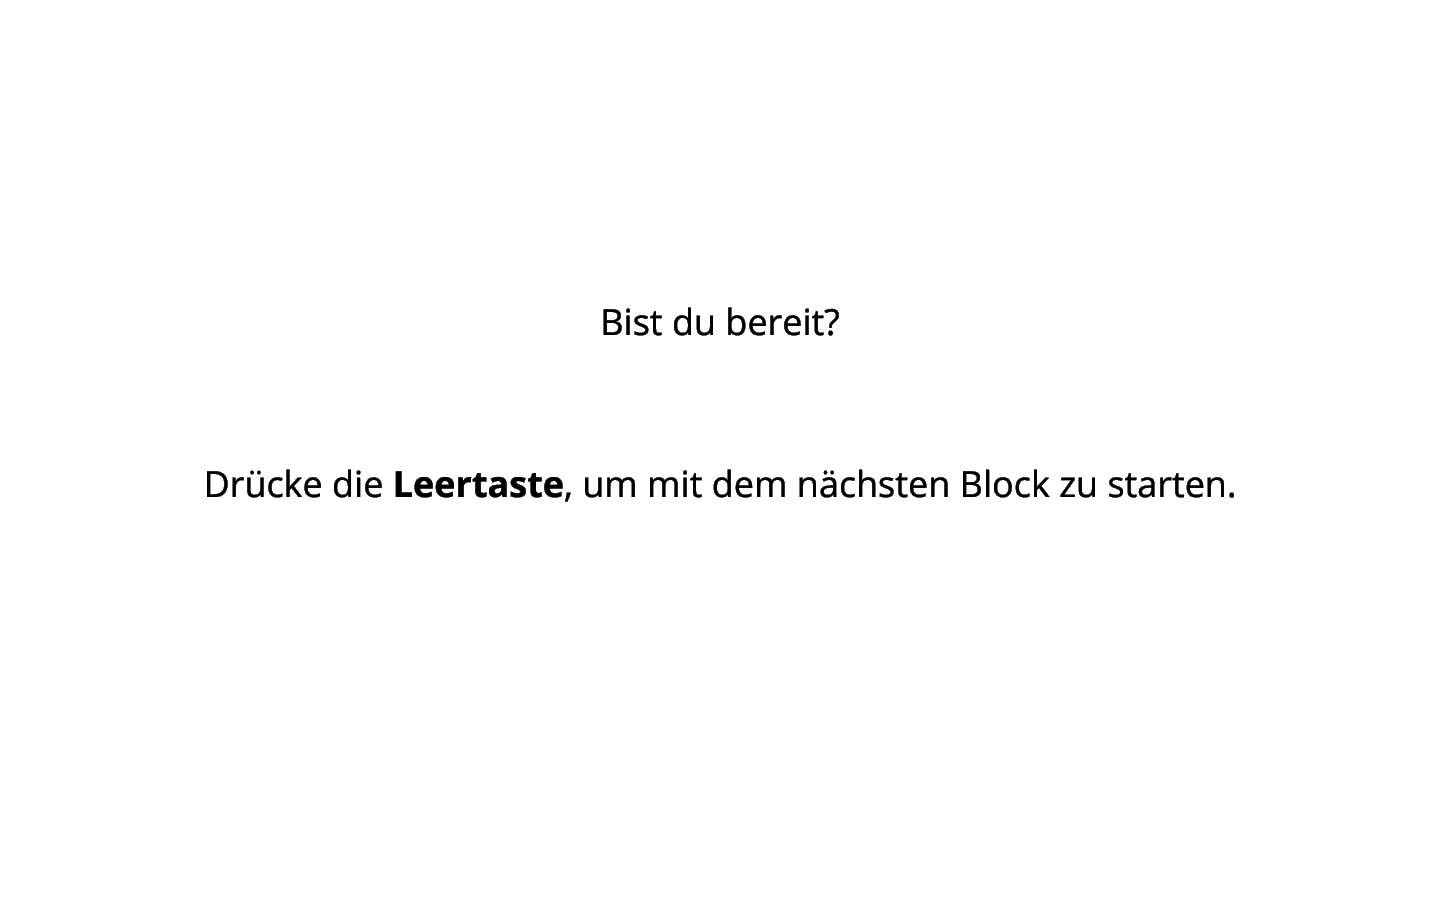 Bist du bereit?
Drücke die Leertaste, um mit dem nächsten Block zu starten.